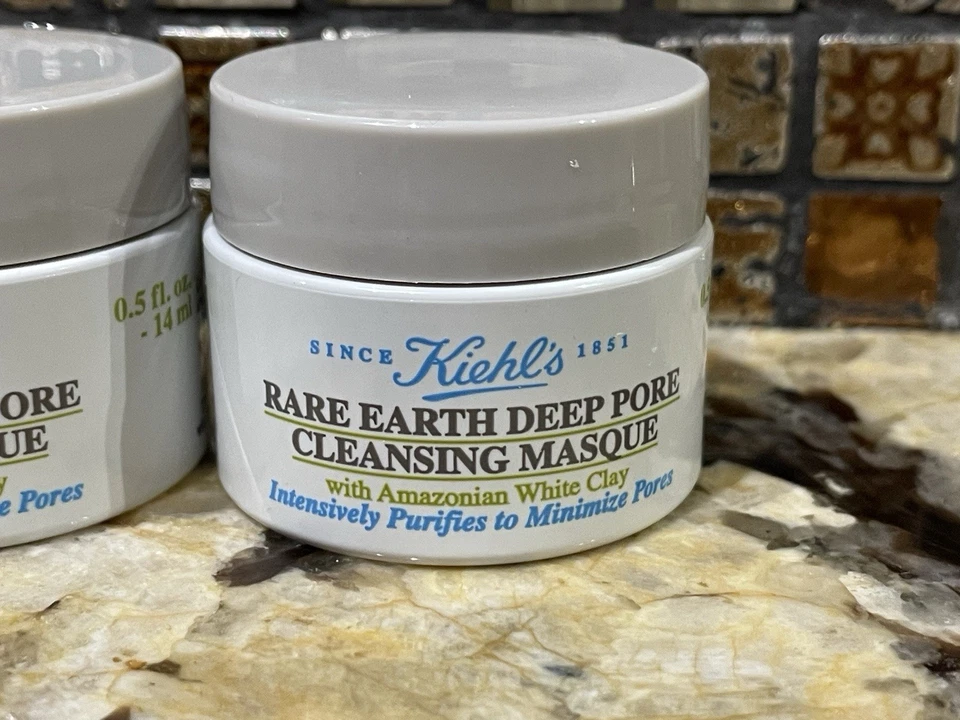 0.5 fl. oz.
- 14 ml
ORE
UE
e Pores
SINCE Kiehl's 1851
RARE EARTH DEEP PORE
CLEANSING MASQUE
with Amazonian White Clay
Intensively Purifies to Minimize Pores